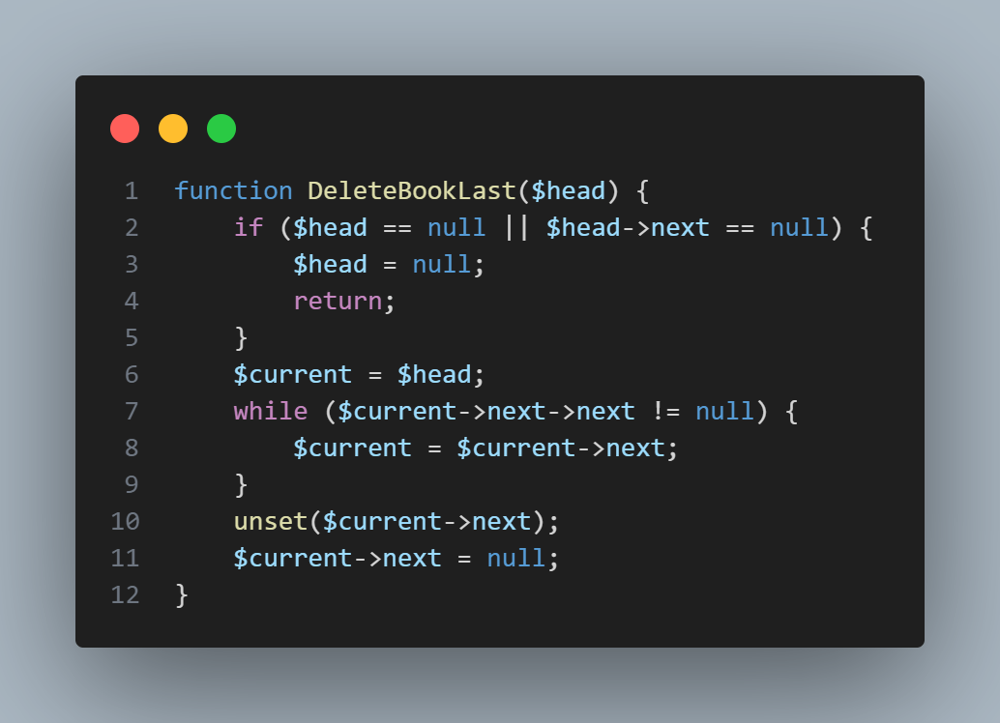 1 function DeleteBookLast($head) {
2     if ($head == null || $head->next == null) {
3         $head = null;
4         return;
5     }
6     $current = $head;
7     while ($current->next->next != null) {
8         $current = $current->next;
9     }
10     unset($current->next);
11     $current->next = null;
12 }